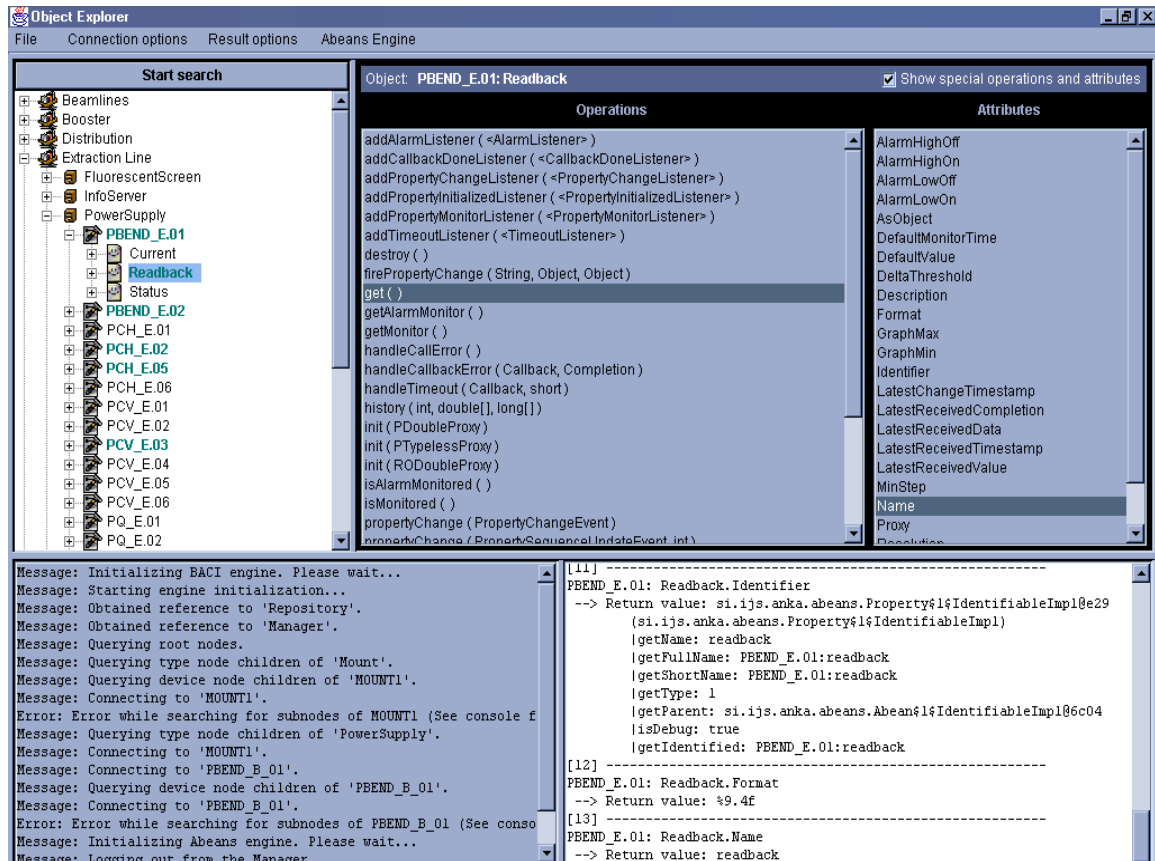 Object Explorer
File Connection options Result options Abeans Engine
Start search
Beamlines
Booster
Distribution
Extraction Line
FluorescentScreen
InfoServer
PowerSupply
PBEND_E.01
Current
Readback
Status
PBEND_E.02
PCH_E.01
PCH_E.02
PCH_E.05
PCH_E.06
PCV_E.01
PCV_E.02
PCV_E.03
PCV_E.04
PCV_E.05
PCV_E.06
PQ_E.01
PQ_E.02
Object: PBEND_E.01: Readback
Show special operations and attributes
Operations
addAlarmListener ( <AlarmListener> )
addCallbackDoneListener ( <CallbackDoneListener> )
addPropertyChangeListener ( <PropertyChangeListener> )
addPropertyInitializedListener ( <PropertyInitializedListener> )
addPropertyMonitorListener ( <PropertyMonitorListener> )
addTimeoutListener ( <TimeoutListener> )
destroy ( )
firePropertyChange ( String, Object, Object )
get ( )
getAlarmMonitor ( )
getMonitor ( )
handleCallError ( )
handleCallbackError ( Callback, Completion )
handleTimeout ( Callback, short )
history ( int, double[], long[] )
init ( PDoubleProxy )
init ( PTypelessProxy )
init ( RODoubleProxy )
isAlarmMonitored ( )
isMonitored ( )
propertyChange ( PropertyChangeEvent )
propertyChange ( PropertySequenceUpdateEvent, int )
Attributes
AlarmHighOff
AlarmHighOn
AlarmLowOff
AlarmLowOn
AsObject
DefaultMonitorTime
DefaultValue
DeltaThreshold
Description
Format
GraphMax
GraphMin
Identifier
LatestChangeTimestamp
LatestReceivedCompletion
LatestReceivedData
LatestReceivedTimestamp
LatestReceivedValue
MinStep
Name
Proxy
Resolution
Message: Initializing BACI engine. Please wait...
Message: Starting engine initialization...
Message: Obtained reference to 'Repository'.
Message: Obtained reference to 'Manager'.
Message: Querying root nodes.
Message: Querying type node children of 'Mount'.
Message: Querying device node children of 'MOUNT1'.
Message: Connecting to 'MOUNT1'.
Error: Error while searching for subnodes of MOUNT1 (See console f
Message: Querying type node children of 'PowerSupply'.
Message: Connecting to 'MOUNT1'.
Message: Connecting to 'PBEND_B_01'.
Message: Querying device node children of 'PBEND_B_01'.
Message: Connecting to 'PBEND_B_01'.
Error: Error while searching for subnodes of PBEND_B_01 (See conso
Message: Initializing Abeans engine. Please wait...
Message: Logging out from the Manager
[11] -------------------------------------------------------
PBEND_E.01: Readback.Identifier
--> Return value: si.ijs.anka.abeans.Property$1$IdentifiableImpl@e29
(si.ijs.anka.abeans.Property$1$IdentifiableImpl)
|getName: readback
|getFullName: PBEND_E.01:readback
|getShortName: PBEND_E.01:readback
|getType: 1
|getParent: si.ijs.anka.abeans.Abean$1$IdentifiableImpl@6c04
|isDebug: true
|getIdentified: PBEND_E.01:readback
[12] -------------------------------------------------------
PBEND_E.01: Readback.Format
--> Return value: %9.4f
[13] -------------------------------------------------------
PBEND_E.01: Readback.Name
--> Return value: readback